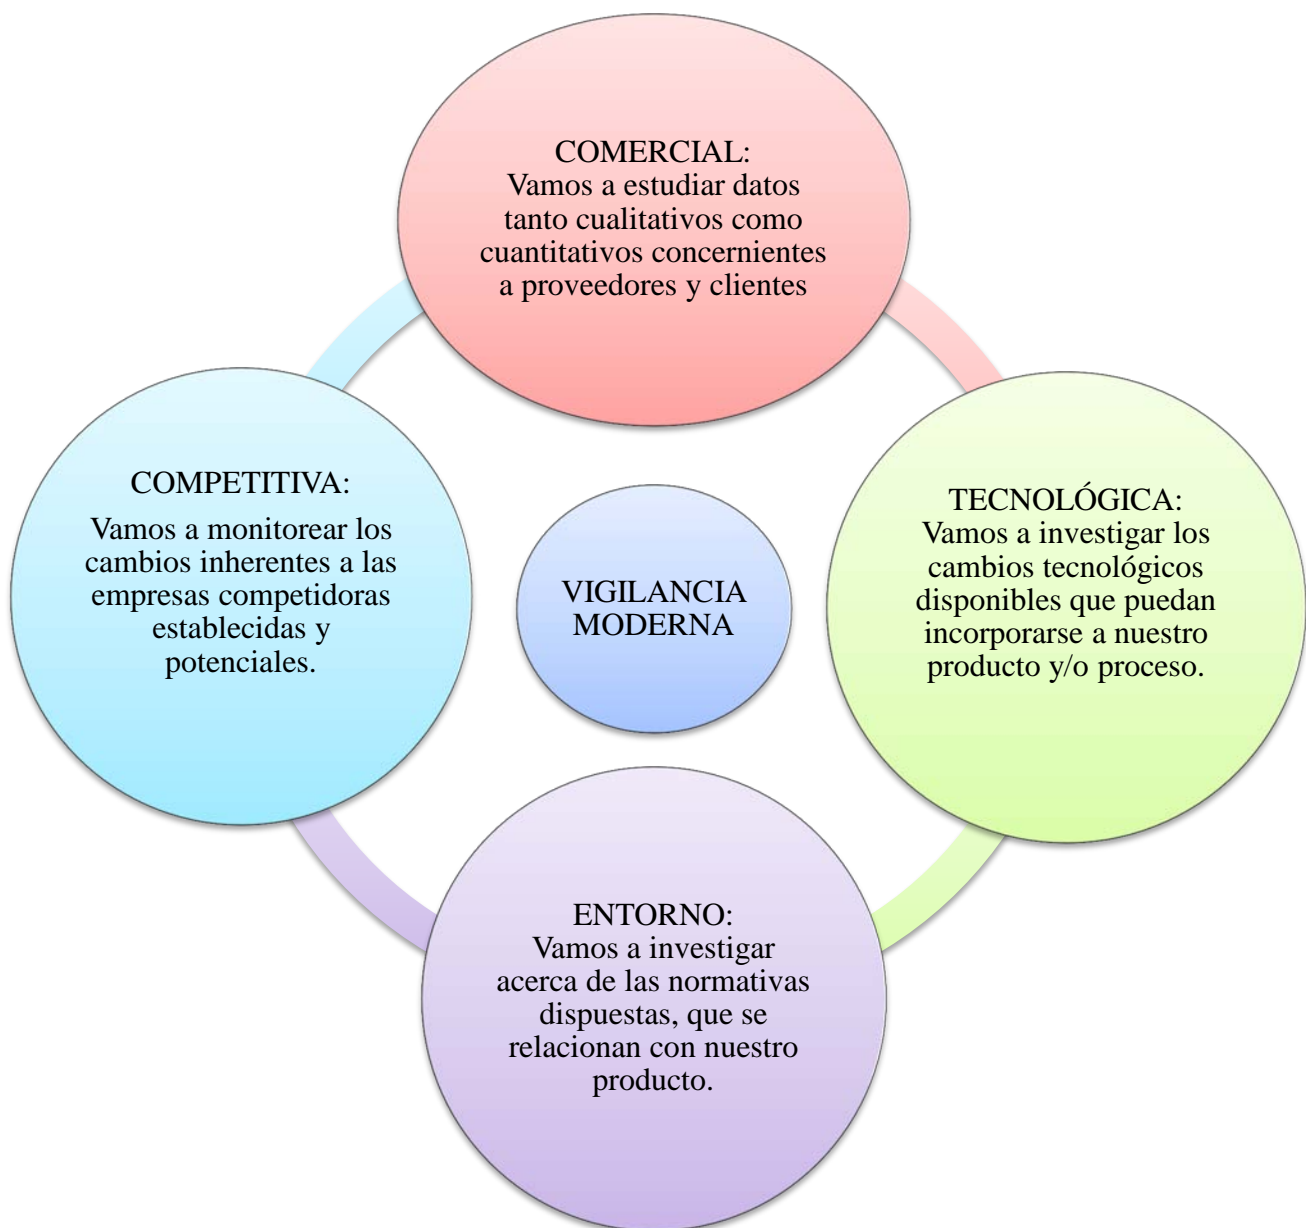 COMERCIAL:
Vamos a estudiar datos
tanto cualitativos como
cuantitativos concernientes
a proveedores y clientes
COMPETITIVA:
Vamos a monitorear los
cambios inherentes a las
empresas competidoras
establecidas y
potenciales.
VIGILANCIA
MODERNA
TECNOLÓGICA:
Vamos a investigar los
cambios tecnológicos
disponibles que puedan
incorporarse a nuestro
producto y/o proceso.
ENTORNO:
Vamos a investigar
acerca de las normativas
dispuestas, que se
relacionan con nuestro
producto.